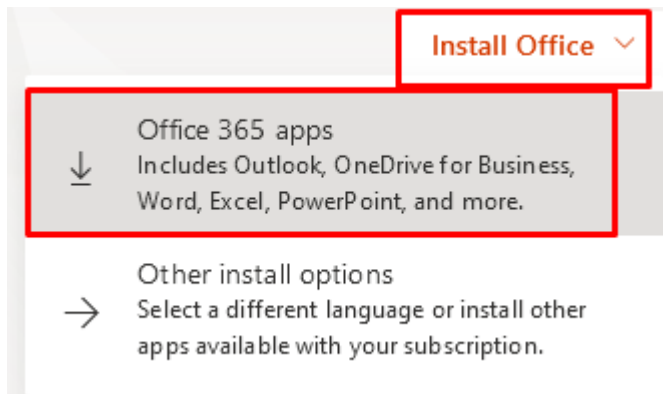 Install Office
Office 365 apps
Includes Outlook, OneDrive for Business,
Word, Excel, PowerPoint, and more.
Other install options
Select a different language or install other
apps available with your subscription.